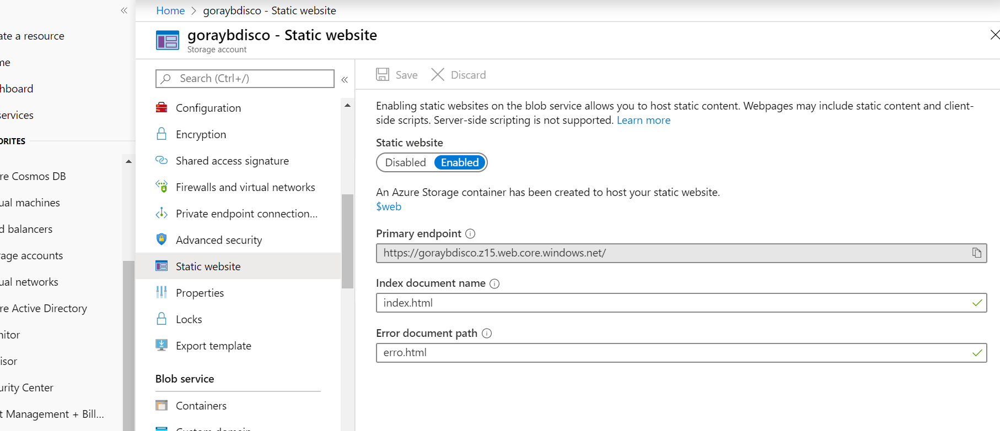 Home > goraybdisco - Static website
goraybdisco - Static website
Storage account
ate a resource
me
hboard
services
ORITES
re Cosmos DB
ual machines
d balancers
rage accounts
ual networks
re Active Directory
nitor
isor
urity Center
t Management + Bill...
Search (Ctrl+/)
Configuration
Encryption
Shared access signature
Firewalls and virtual networks
Private endpoint connection...
Advanced security
Static website
Properties
Locks
Export template
Blob service
Containers
Custom domain
Save Discard
Enabling static websites on the blob service allows you to host static content. Webpages may include static content and client-
side scripts. Server-side scripting is not supported. Learn more
Static website
Disabled Enabled
An Azure Storage container has been created to host your static website.
$web
Primary endpoint
https://goraybdisco.z15.web.core.windows.net/
Index document name
index.html
Error document path
erro.html